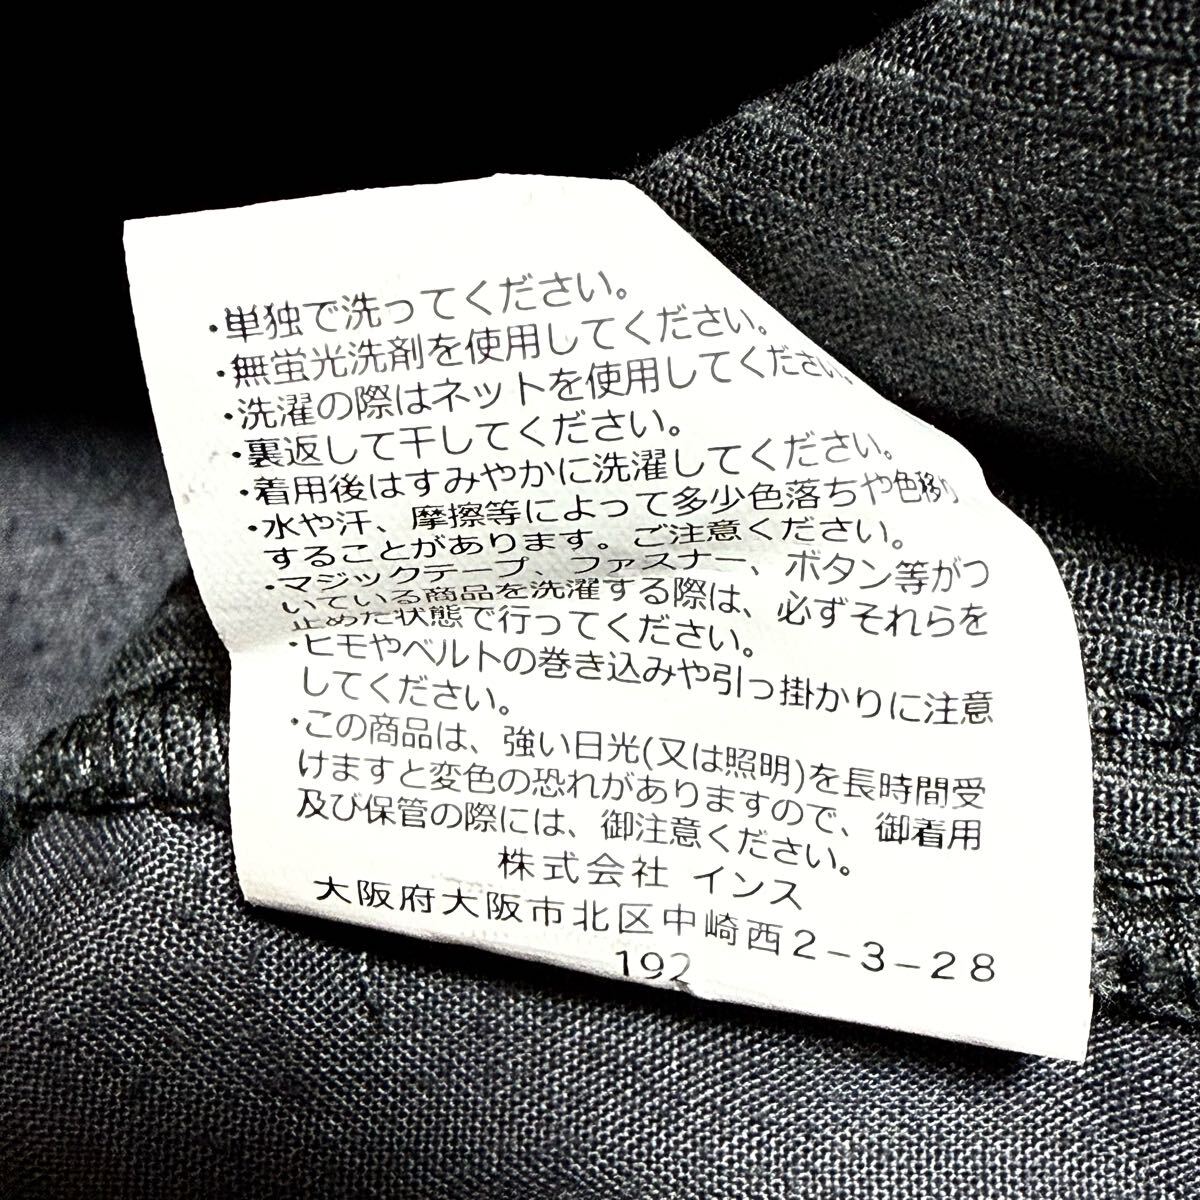 ・単独で洗ってください。
・無蛍光洗剤を使用してください。
・洗濯の際はネットを使用してください。
・裏返して干してください。
・着用後はすみやかに洗濯してください。
・水や汗、摩擦等によって多少色落ちや色移り
することがあります。ご注意ください。
・マジックテープ、ファスナー、ボタン等がつ
いている商品を洗濯する際は、必ずそれらを
止めた状態で行ってください。
・ヒモやベルトの巻き込みや引っ掛かりに注意
してください。
・この商品は、強い日光(又は照明)を長時間受
けますと変色の恐れがありますので、御着用
及び保管の際には、御注意ください。
株式会社 インス
大阪府大阪市北区中崎西2-3-28
192